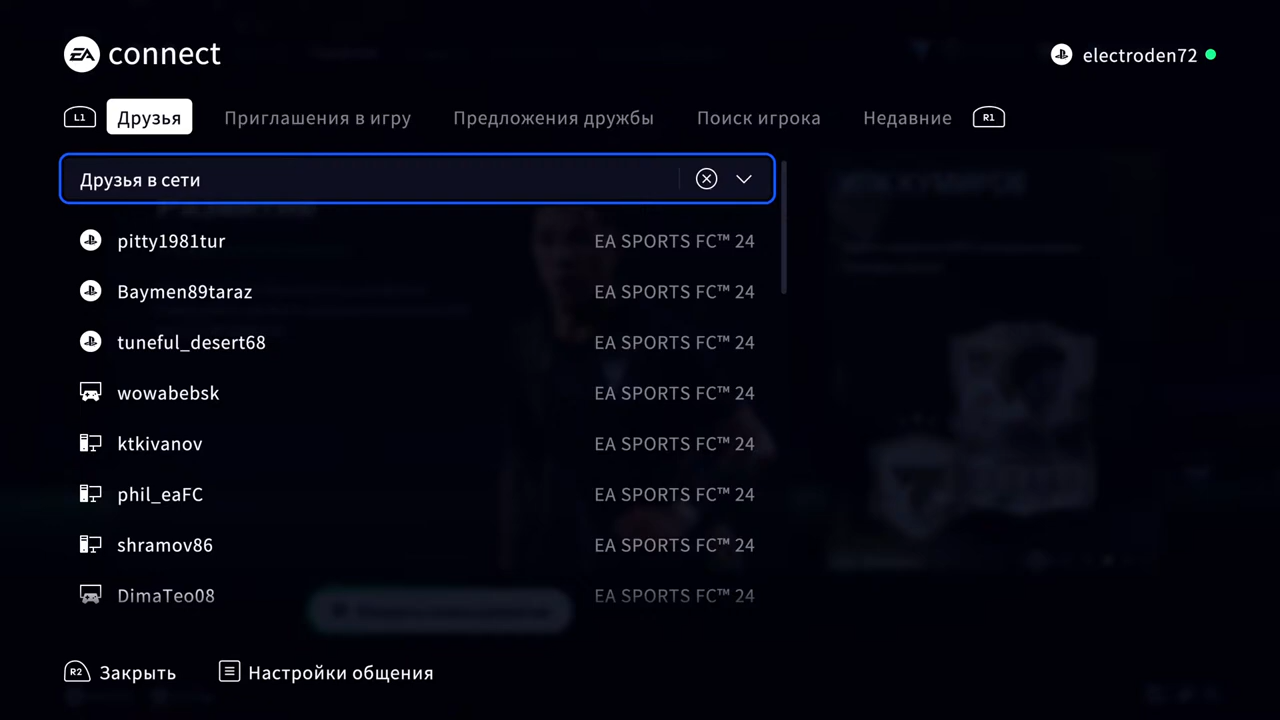 EA connect
electroden72
L1 Друзья Приглашения в игру Предложения дружбы Поиск игрока Недавние R1
Друзья в сети
pitty1981tur EA SPORTS FC™ 24
Baymen89taraz EA SPORTS FC™ 24
tuneful_desert68 EA SPORTS FC™ 24
wowabebsk EA SPORTS FC™ 24
ktkivanov EA SPORTS FC™ 24
phil_eaFC EA SPORTS FC™ 24
shramov86 EA SPORTS FC™ 24
DimaTeo08 EA SPORTS FC™ 24
R2 Закрыть Настройки общения